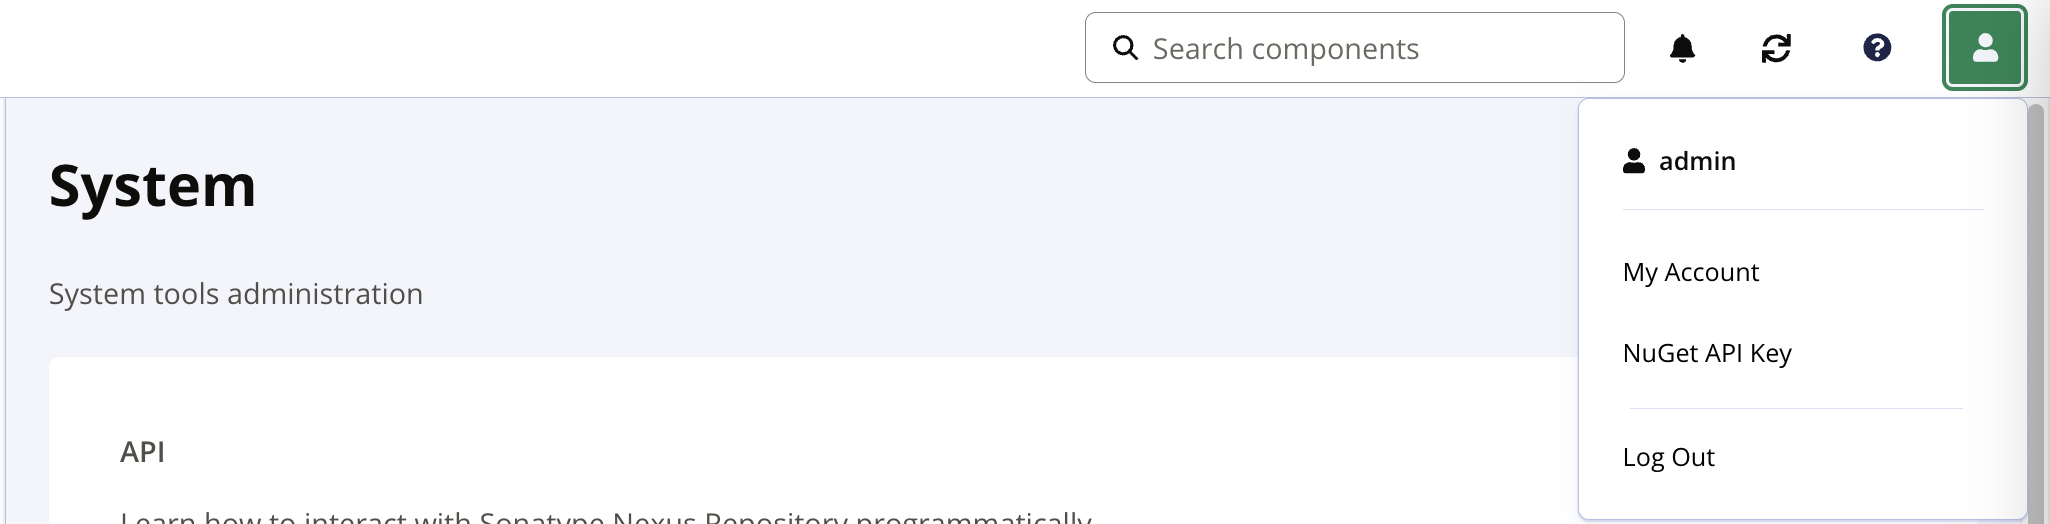 Search components
System
System tools administration
API
Learn how to interact with Sonatype Nexus Repository programmatically
admin
My Account
NuGet API Key
Log Out